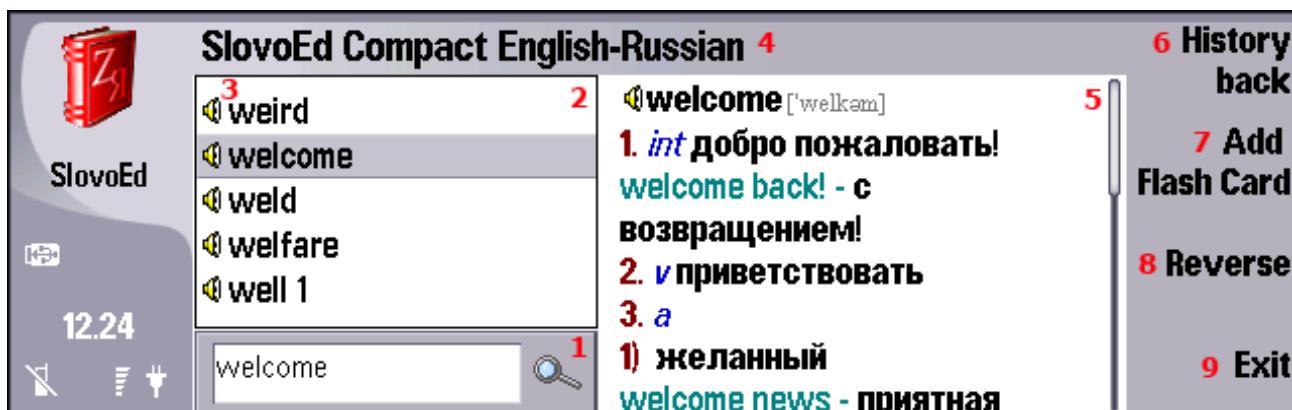 SlovoEd Compact English-Russian 4
6 History
back
7 Add
Flash Card
8 Reverse
9 Exit
ZЯ
SlovoEd
12.24
3
2
weird
welcome
weld
welfare
well 1
welcome
1
welcome ['welkəm]
5
1. int добро пожаловать!
welcome back! - с
возвращением!
2. v приветствовать
3. a
1) желанный
welcome news - приятная